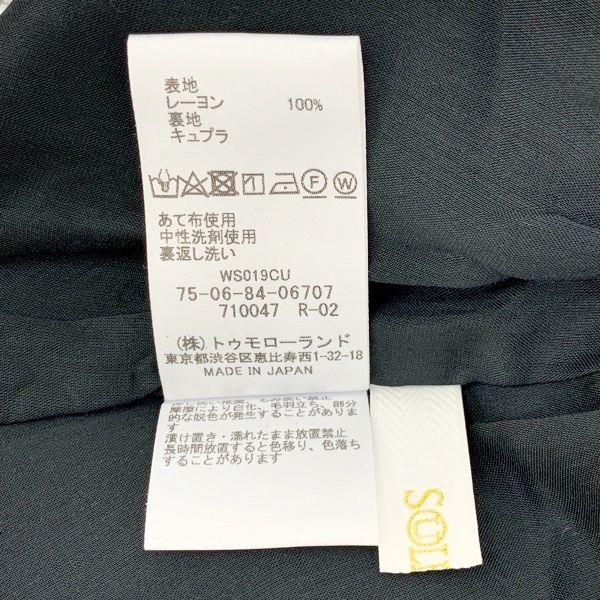 表地
レーヨン 100%
裏地
キュプラ
F W
あて布使用
中性洗剤使用
裏返し洗い
WS019CU
75-06-84-06707
710047 R-02
(株)トゥモローランド
東京都渋谷区恵比寿西1-32-18
MADE IN JAPAN
摩擦により白化、毛羽立ち、部分
的な脱色が発生することがありま
す
漬け置き・濡れたまま放置禁止
長時間放置すると色移り、色落ち
することがあります